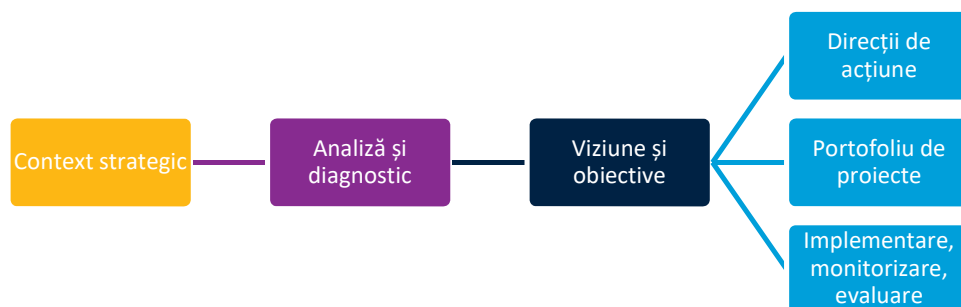 Context strategic
Analiză și
diagnostic
Viziune și
obiective
Direcții de
acțiune
Portofoliu de
proiecte
Implementare,
monitorizare,
evaluare